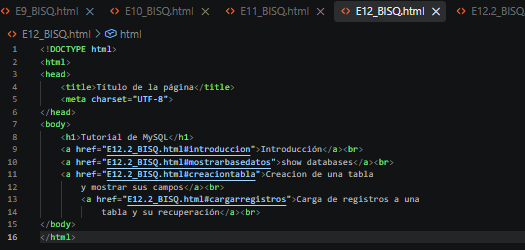 E9_BISQ.html E10_BISQ.html E11_BISQ.html E12_BISQ.html E12.2_BISQ
E12_BISQ.html > html
1 <!DOCTYPE html>
2 <html>
3 <head>
4 <title>Título de la página</title>
5 <meta charset="UTF-8">
6 </head>
7 <body>
8 <h1>Tutorial de MySQL</h1>
9 <a href="E12.2_BISQ.html#introduccion">Introducción</a><br>
10 <a href="E12.2_BISQ.html#mostrarbasedatos">show databases</a><br>
11 <a href="E12.2_BISQ.html#creaciontabla">Creacion de una tabla
12 y mostrar sus campos</a><br>
13 <a href="E12.2_BISQ.html#cargarregistros">Carga de registros a una
14 tabla y su recuperación</a><br>
15 </body>
16 </html>